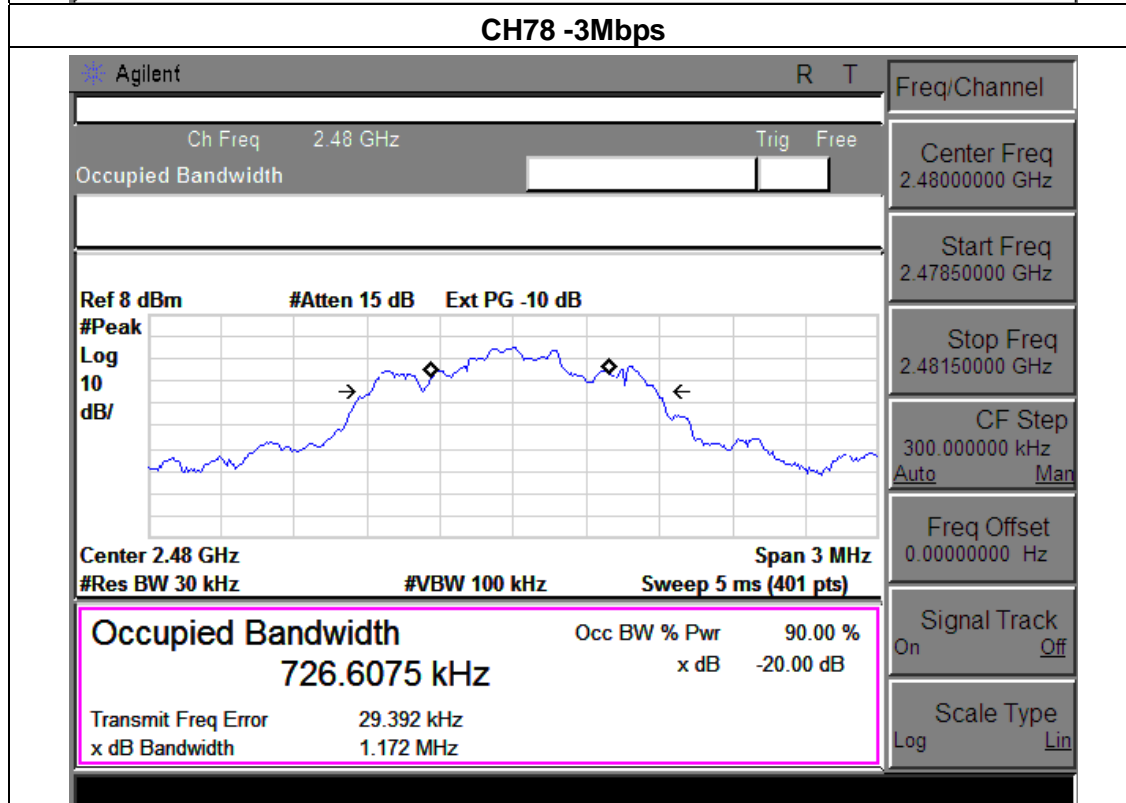 CH78 -3Mbps
Agilent R T
Ch Freq 2.48 GHz Trig Free
Occupied Bandwidth
Ref 8 dBm #Atten 15 dB Ext PG -10 dB
#Peak
Log
10
dB/
Center 2.48 GHz Span 3 MHz
#Res BW 30 kHz #VBW 100 kHz Sweep 5 ms (401 pts)
Occupied Bandwidth Occ BW % Pwr 90.00 %
726.6075 kHz x dB -20.00 dB
Transmit Freq Error 29.392 kHz
x dB Bandwidth 1.172 MHz
Freq/Channel
Center Freq
2.48000000 GHz
Start Freq
2.47850000 GHz
Stop Freq
2.48150000 GHz
CF Step
300.000000 kHz
Auto Man
Freq Offset
0.00000000 Hz
Signal Track
On Off
Scale Type
Log Lin